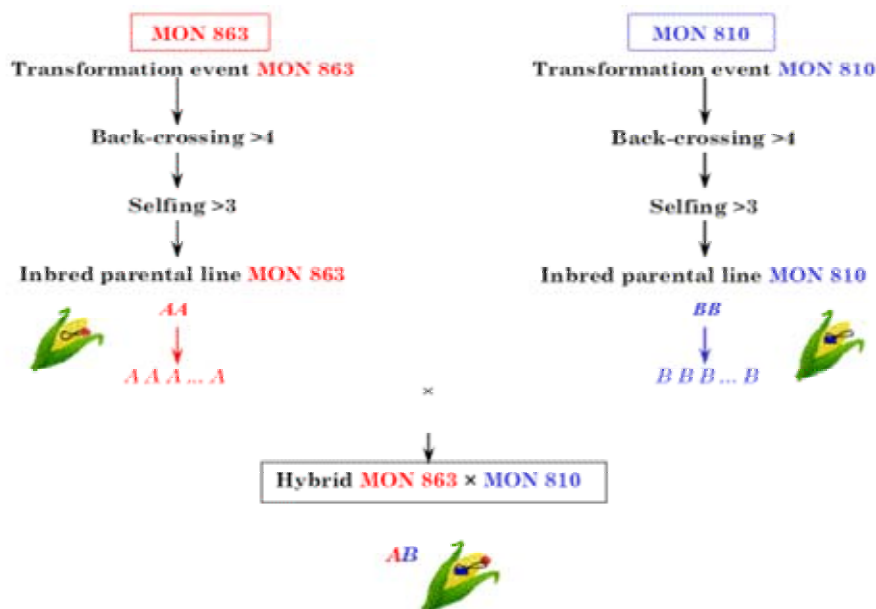 MON 863
Transformation event MON 863
Back-crossing >4
Selfing >3
Inbred parental line MON 863
AA
A A A ... A
MON 810
Transformation event MON 810
Back-crossing >4
Selfing >3
Inbred parental line MON 810
BB
B B B ... B
×
Hybrid MON 863 × MON 810
AB